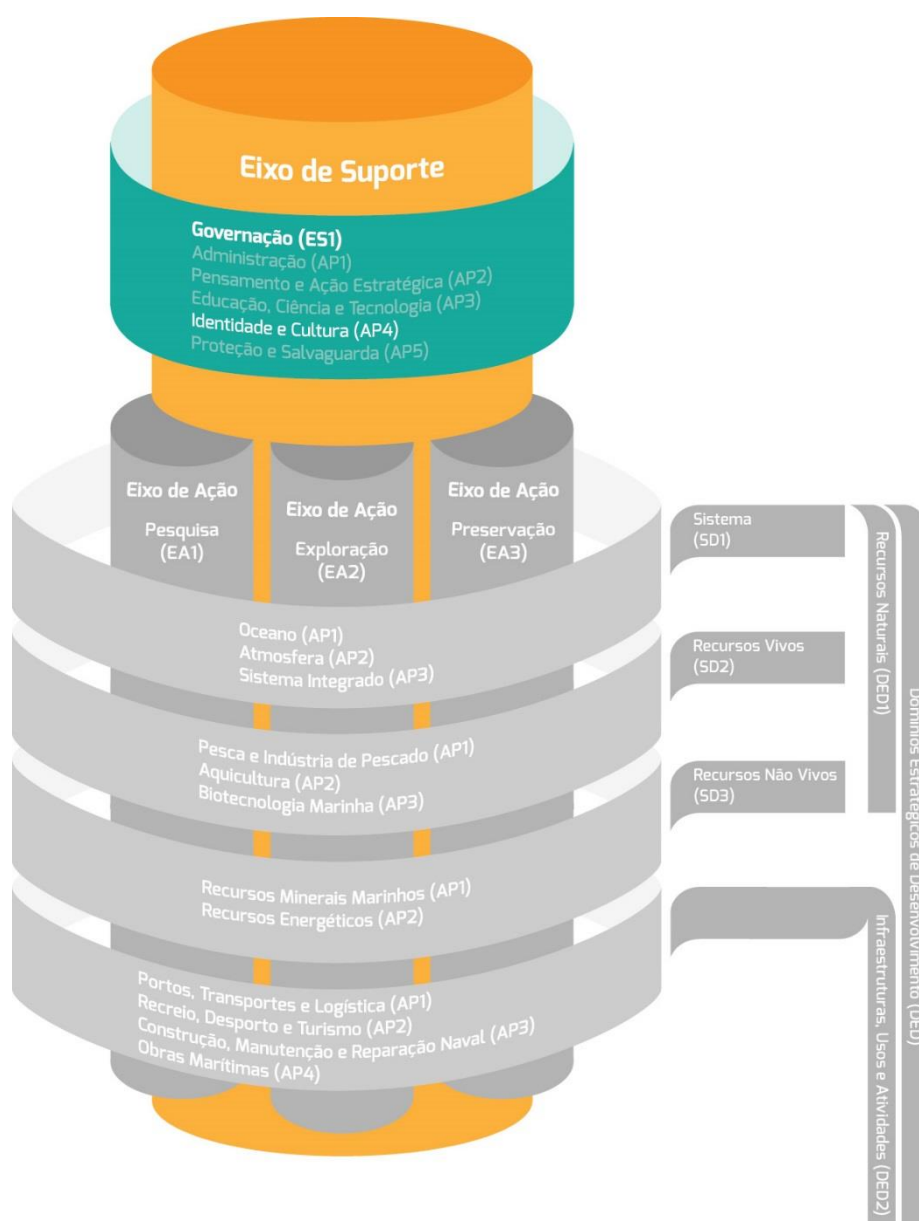 Eixo de Suporte
Governação (ES1)
Administração (AP1)
Pensamento e Ação Estratégica (AP2)
Educação, Ciência e Tecnologia (AP3)
Identidade e Cultura (AP4)
Proteção e Salvaguarda (AP5)
Eixo de Ação
Pesquisa
(EA1)
Eixo de Ação
Exploração
(EA2)
Eixo de Ação
Preservação
(EA3)
Oceano (AP1)
Atmosfera (AP2)
Sistema Integrado (AP3)
Pesca e Indústria de Pescado (AP1)
Aquicultura (AP2)
Biotecnologia Marinha (AP3)
Recursos Minerais Marinhos (AP1)
Recursos Energéticos (AP2)
Portos, Transportes e Logística (AP1)
Recreio, Desporto e Turismo (AP2)
Construção, Manutenção e Reparação Naval (AP3)
Obras Marítimas (AP4)
Sistema
(SD1)
Recursos Vivos
(SD2)
Recursos Não Vivos
(SD3)
Recursos Naturais (DED1)
Infraestruturas, Usos e Atividades (DED2)
Domínios Estratégicos de Desenvolvimento (DED)